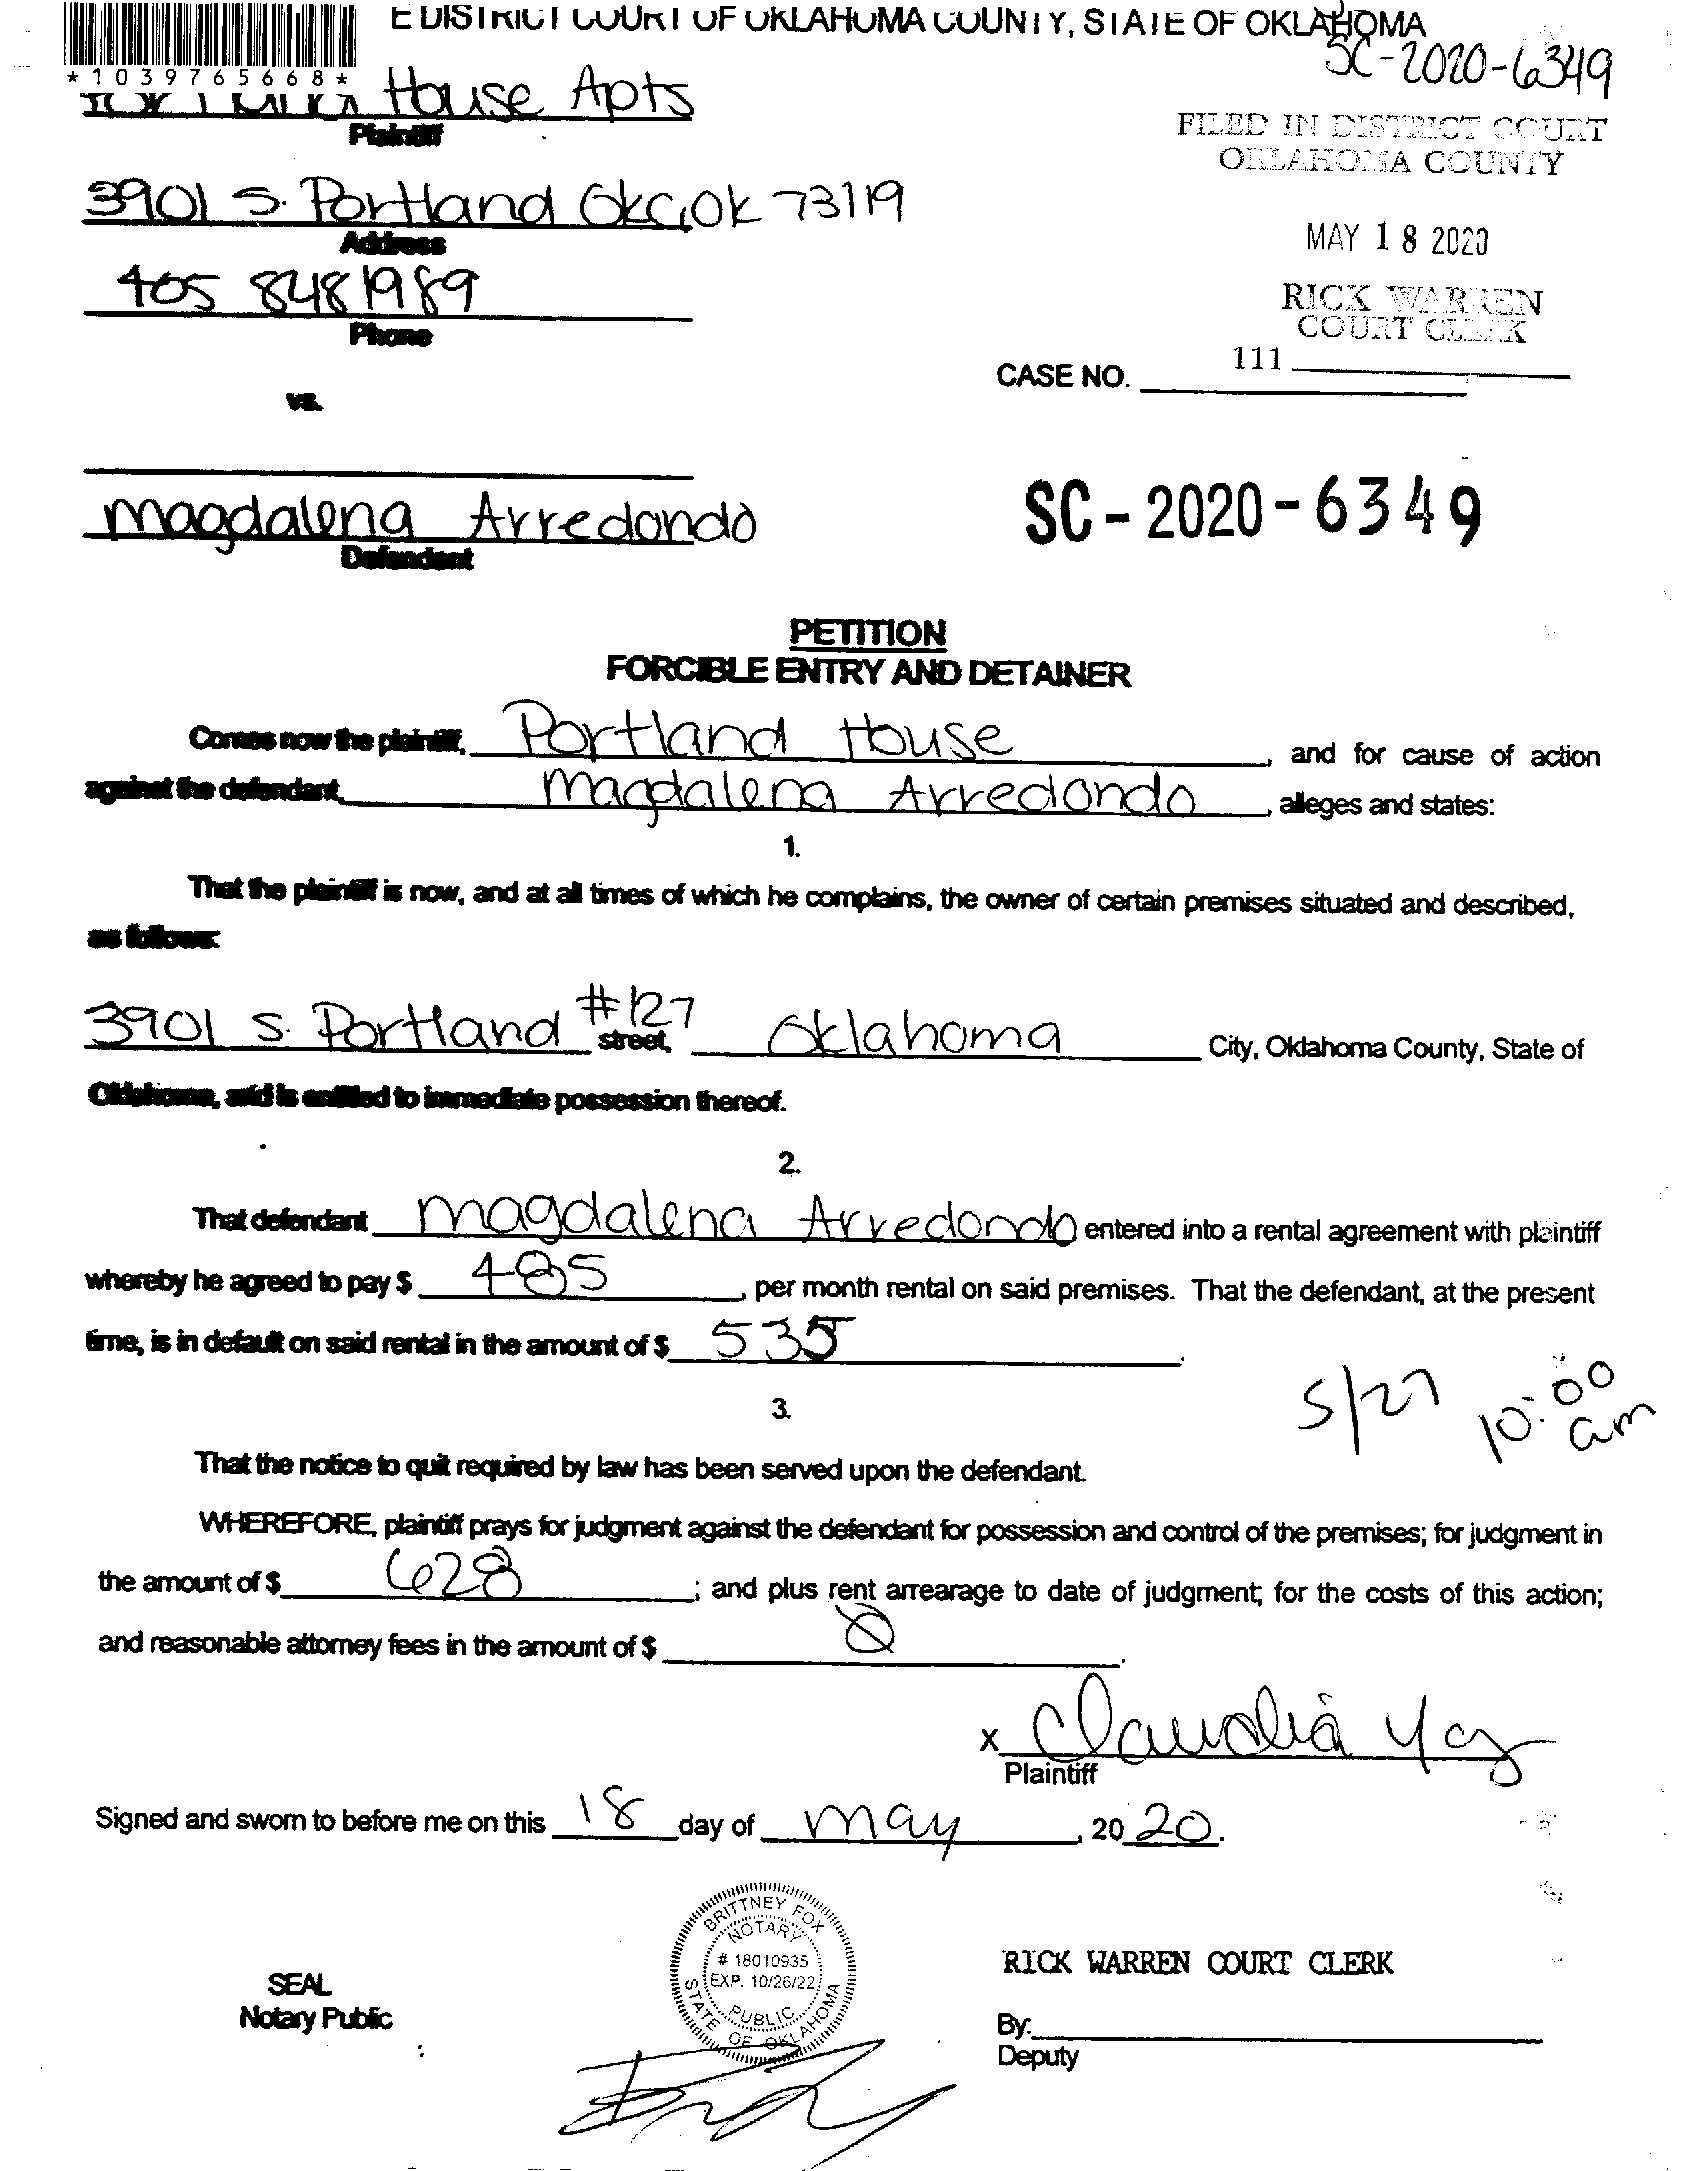 E DISTRICT COURT OF OKLAHOMA COUNTY, STATE OF OKLAHOMA
*1039765668*
SC-2020-6349
House Apts
Plaintiff
FILED IN DISTRICT COURT
OKLAHOMA COUNTY
3901 S. Portland Okc, Ok 73119
Address
MAY 18 2020
405 848 1989
Phone
RICK WARREN
COURT CLERK
111
CASE NO.
vs.
Magdalena Arredondo
Defendant
SC-2020-6349
PETITION
FORCIBLE ENTRY AND DETAINER
Comes now the plaintiff, Portland House, and for cause of action
against the defendant, Magdalena Arredondo, alleges and states:
1.
That the plaintiff is now, and at all times of which he complains, the owner of certain premises situated and described,
as follows:
3901 S. Portland #127 street, Oklahoma City, Oklahoma County, State of
Oklahoma, and is entitled to immediate possession thereof.
2.
That defendant Magdalena Arredondo entered into a rental agreement with plaintiff
whereby he agreed to pay $ 485, per month rental on said premises. That the defendant, at the present
time, is in default on said rental in the amount of $ 535.
5/27 10:00 am
3.
That the notice to quit required by law has been served upon the defendant.
WHEREFORE, plaintiff prays for judgment against the defendant for possession and control of the premises; for judgment in
the amount of $ 628; and plus rent arrearage to date of judgment; for the costs of this action;
and reasonable attorney fees in the amount of $ Ø.
x Claudia
Plaintiff
Signed and sworn to before me on this 18 day of May, 2020.
BRITTNEY FOX
NOTARY
# 18010935
EXP. 10/26/22
PUBLIC
STATE OF OKLAHOMA
SEAL
Notary Public
RICK WARREN COURT CLERK
By:
Deputy